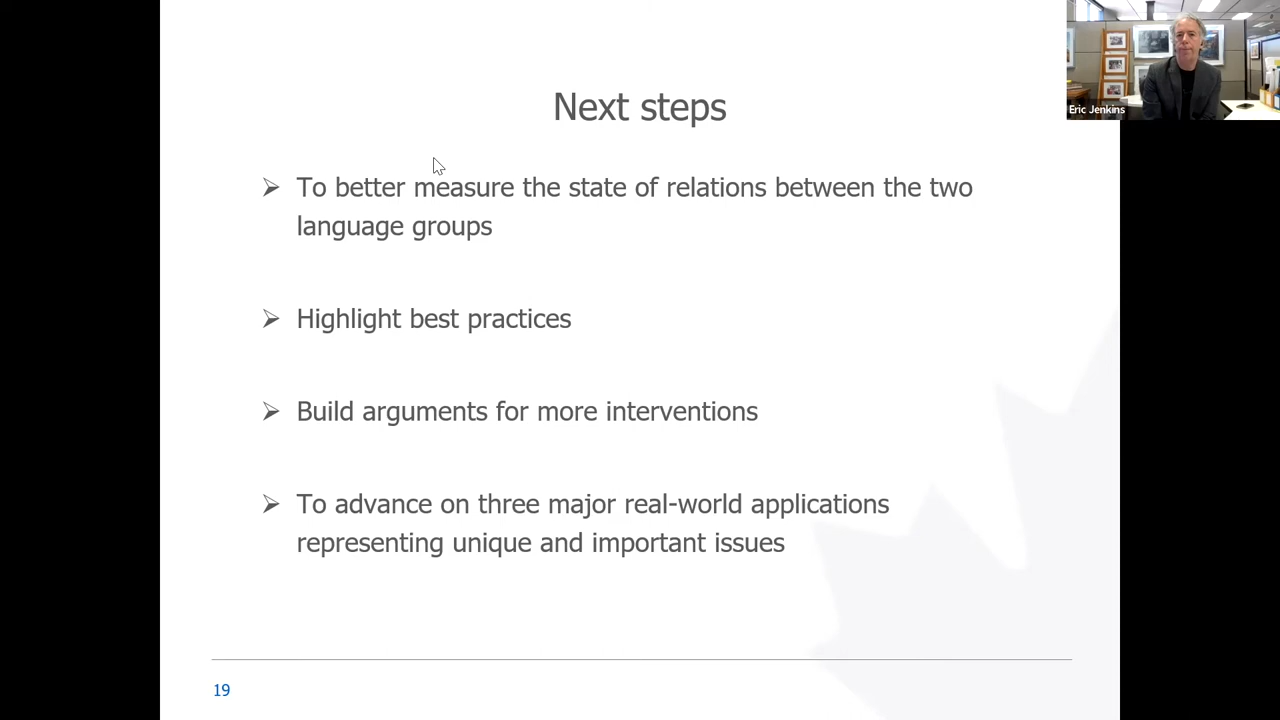 Next steps
Eric Jenkins
➢ To better measure the state of relations between the two
language groups
➢ Highlight best practices
➢ Build arguments for more interventions
➢ To advance on three major real-world applications
representing unique and important issues
19